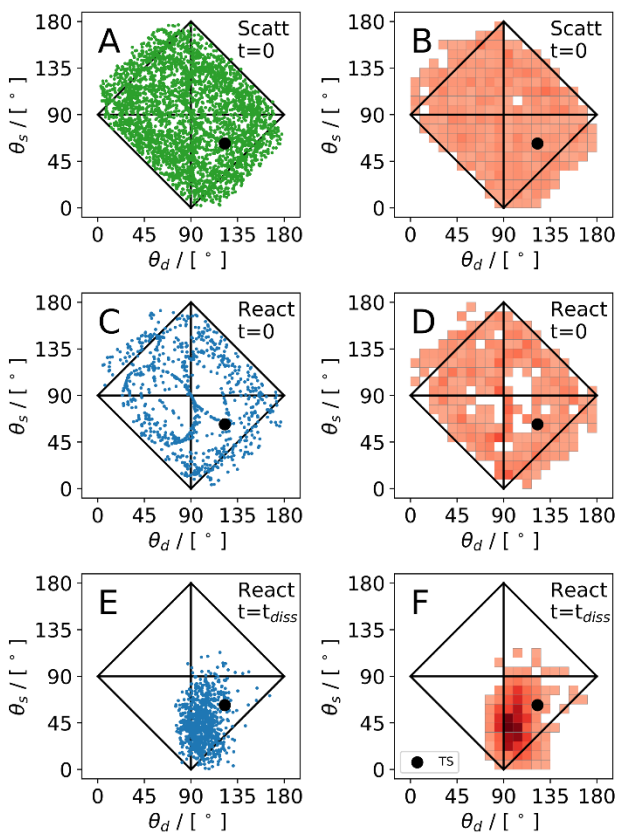 A
Scatt
t=0
180
135
90
45
0
θs / [ ° ]
0 45 90 135 180
θd / [ ° ]
B
Scatt
t=0
180
135
90
45
0
θs / [ ° ]
0 45 90 135 180
θd / [ ° ]
C
React
t=0
180
135
90
45
0
θs / [ ° ]
0 45 90 135 180
θd / [ ° ]
D
React
t=0
180
135
90
45
0
θs / [ ° ]
0 45 90 135 180
θd / [ ° ]
E
React
t=tdiss
180
135
90
45
0
θs / [ ° ]
0 45 90 135 180
θd / [ ° ]
F
React
t=tdiss
180
135
90
45
0
θs / [ ° ]
TS
0 45 90 135 180
θd / [ ° ]